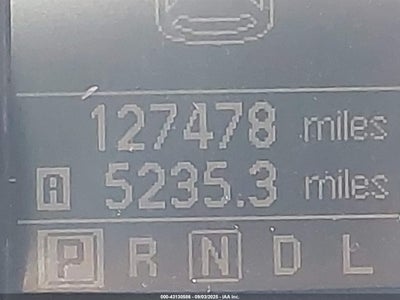 127478 miles
A 5235.3 miles
P R N D L
000-43130586 - 09/03/2025 - IAA Inc.